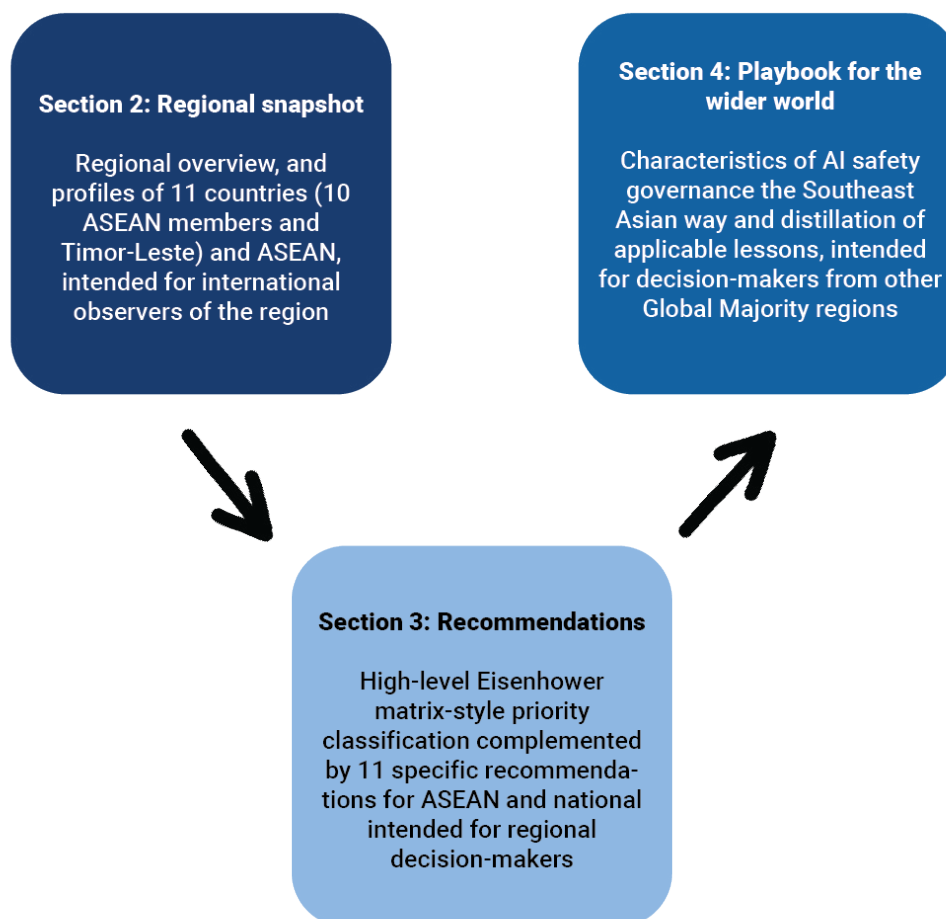 Section 2: Regional snapshot
Regional overview, and
profiles of 11 countries (10
ASEAN members and
Timor-Leste) and ASEAN,
intended for international
observers of the region
Section 3: Recommendations
High-level Eisenhower
matrix-style priority
classification complemented
by 11 specific recommenda-
tions for ASEAN and national
intended for regional
decision-makers
Section 4: Playbook for the
wider world
Characteristics of AI safety
governance the Southeast
Asian way and distillation of
applicable lessons, intended
for decision-makers from other
Global Majority regions